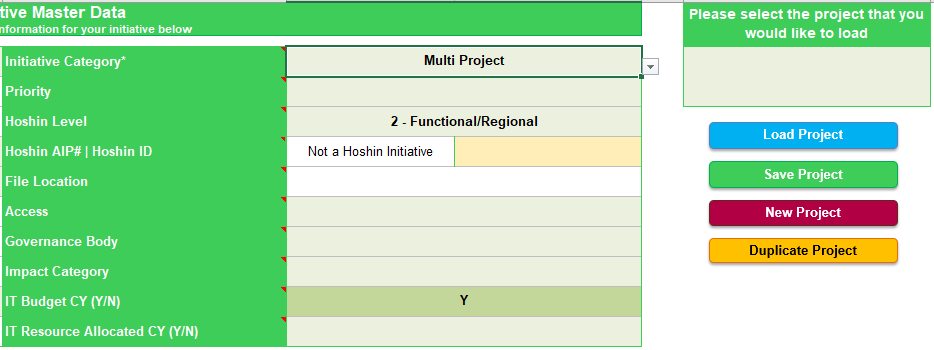 tive Master Data
nformation for your initiative below
Initiative Category* Multi Project
Priority
Hoshin Level 2 - Functional/Regional
Hoshin AIP# | Hoshin ID Not a Hoshin Initiative
File Location
Access
Governance Body
Impact Category
IT Budget CY (Y/N) Y
IT Resource Allocated CY (Y/N)
Please select the project that you
would like to load
Load Project
Save Project
New Project
Duplicate Project